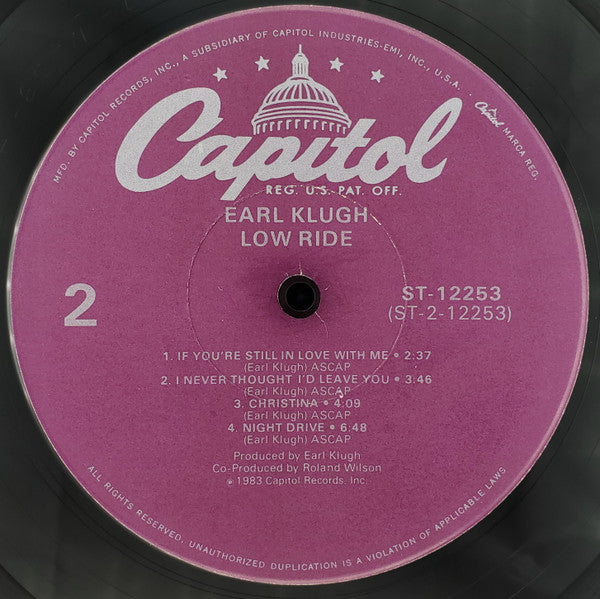 MFD. BY CAPITOL RECORDS, INC., A SUBSIDIARY OF CAPITOL INDUSTRIES-EMI, INC., U.S.A.
Capitol MARCA REG.
Capitol
REG. U.S. PAT. OFF.
EARL KLUGH
LOW RIDE
2
ST-12253
(ST-2-12253)
1. IF YOU'RE STILL IN LOVE WITH ME • 2:37
(Earl Klugh) ASCAP
2. I NEVER THOUGHT I'D LEAVE YOU • 3:46
(Earl Klugh) ASCAP
3. CHRISTINA • 4:09
(Earl Klugh) ASCAP
4. NIGHT DRIVE • 6:48
(Earl Klugh) ASCAP
Produced by Earl Klugh
Co-Produced by Roland Wilson
℗ 1983 Capitol Records, Inc.
ALL RIGHTS RESERVED. UNAUTHORIZED DUPLICATION IS A VIOLATION OF APPLICABLE LAWS